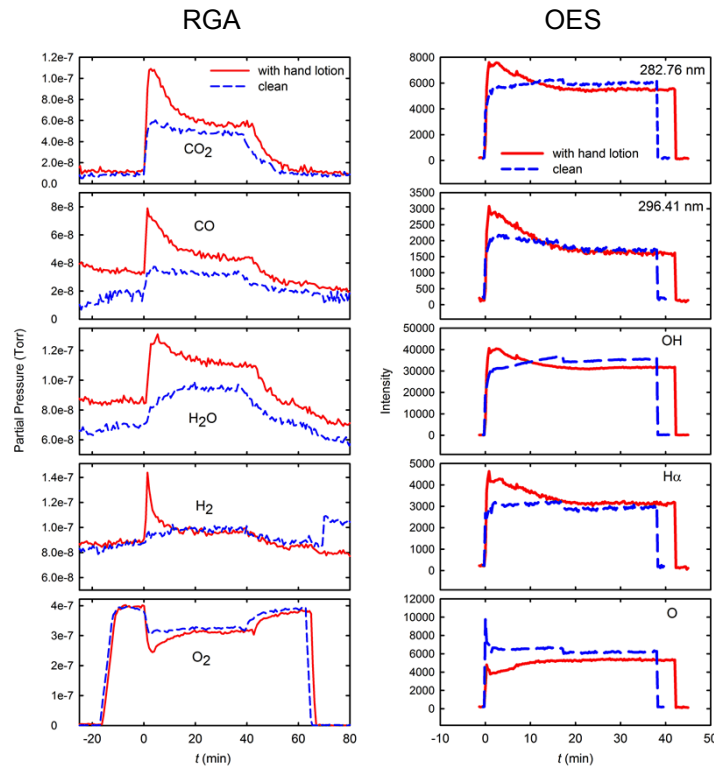 RGA
OES
1.2e-7
1.0e-7
8.0e-8
6.0e-8
4.0e-8
2.0e-8
0.0
with hand lotion
clean
CO2
8e-8
6e-8
4e-8
2e-8
0
CO
1.2e-7
1.0e-7
8.0e-8
6.0e-8
H2O
1.4e-7
1.2e-7
1.0e-7
8.0e-8
6.0e-8
H2
4e-7
3e-7
2e-7
1e-7
0
O2
-20 0 20 40 60 80
t (min)
Partial Pressure (Torr)
8000
6000
4000
2000
0
282.76 nm
with hand lotion
clean
3500
3000
2500
2000
1500
1000
500
0
296.41 nm
50000
40000
30000
20000
10000
0
OH
5000
4000
3000
2000
1000
0
Hα
12000
10000
8000
6000
4000
2000
0
O
-10 0 10 20 30 40 50
t (min)
Intensity